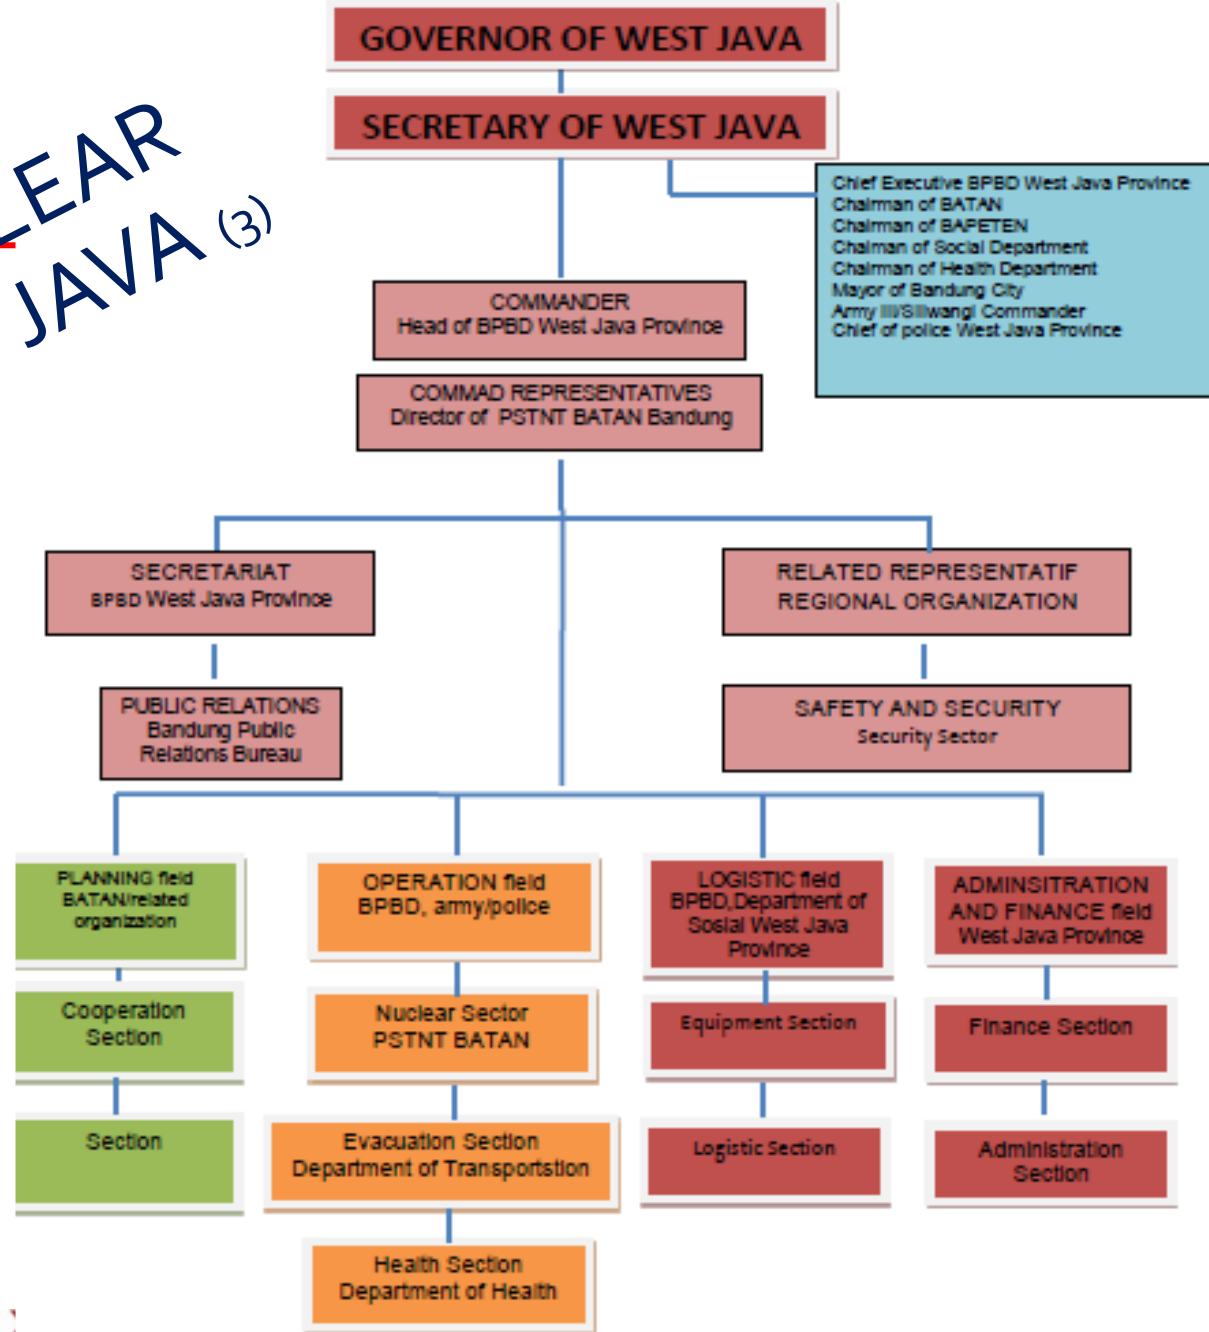 GOVERNOR OF WEST JAVA
SECRETARY OF WEST JAVA
LEAR
JAVA (3)
Chief Executive BPBD West Java Province
Chairman of BATAN
Chairman of BAPETEN
Chaiman of Social Department
Chairman of Health Department
Mayor of Bandung City
Army III/Siliwangi Commander
Chief of police West Java Province
COMMANDER
Head of BPBD West Java Province
COMMAD REPRESENTATIVES
Director of PSTNT BATAN Bandung
SECRETARIAT
BPBD West Java Province
RELATED REPRESENTATIF
REGIONAL ORGANIZATION
PUBLIC RELATIONS
Bandung Public
Relations Bureau
SAFETY AND SECURITY
Security Sector
PLANNING field
BATAN/related
organization
OPERATION field
BPBD, army/police
LOGISTIC field
BPBD,Department of
Sosial West Java
Province
ADMINSITRATION
AND FINANCE field
West Java Province
Cooperation
Section
Nuclear Sector
PSTNT BATAN
Equipment Section
Finance Section
Section
Evacuation Section
Department of Transportstion
Logistic Section
Administration
Section
Health Section
Department of Health